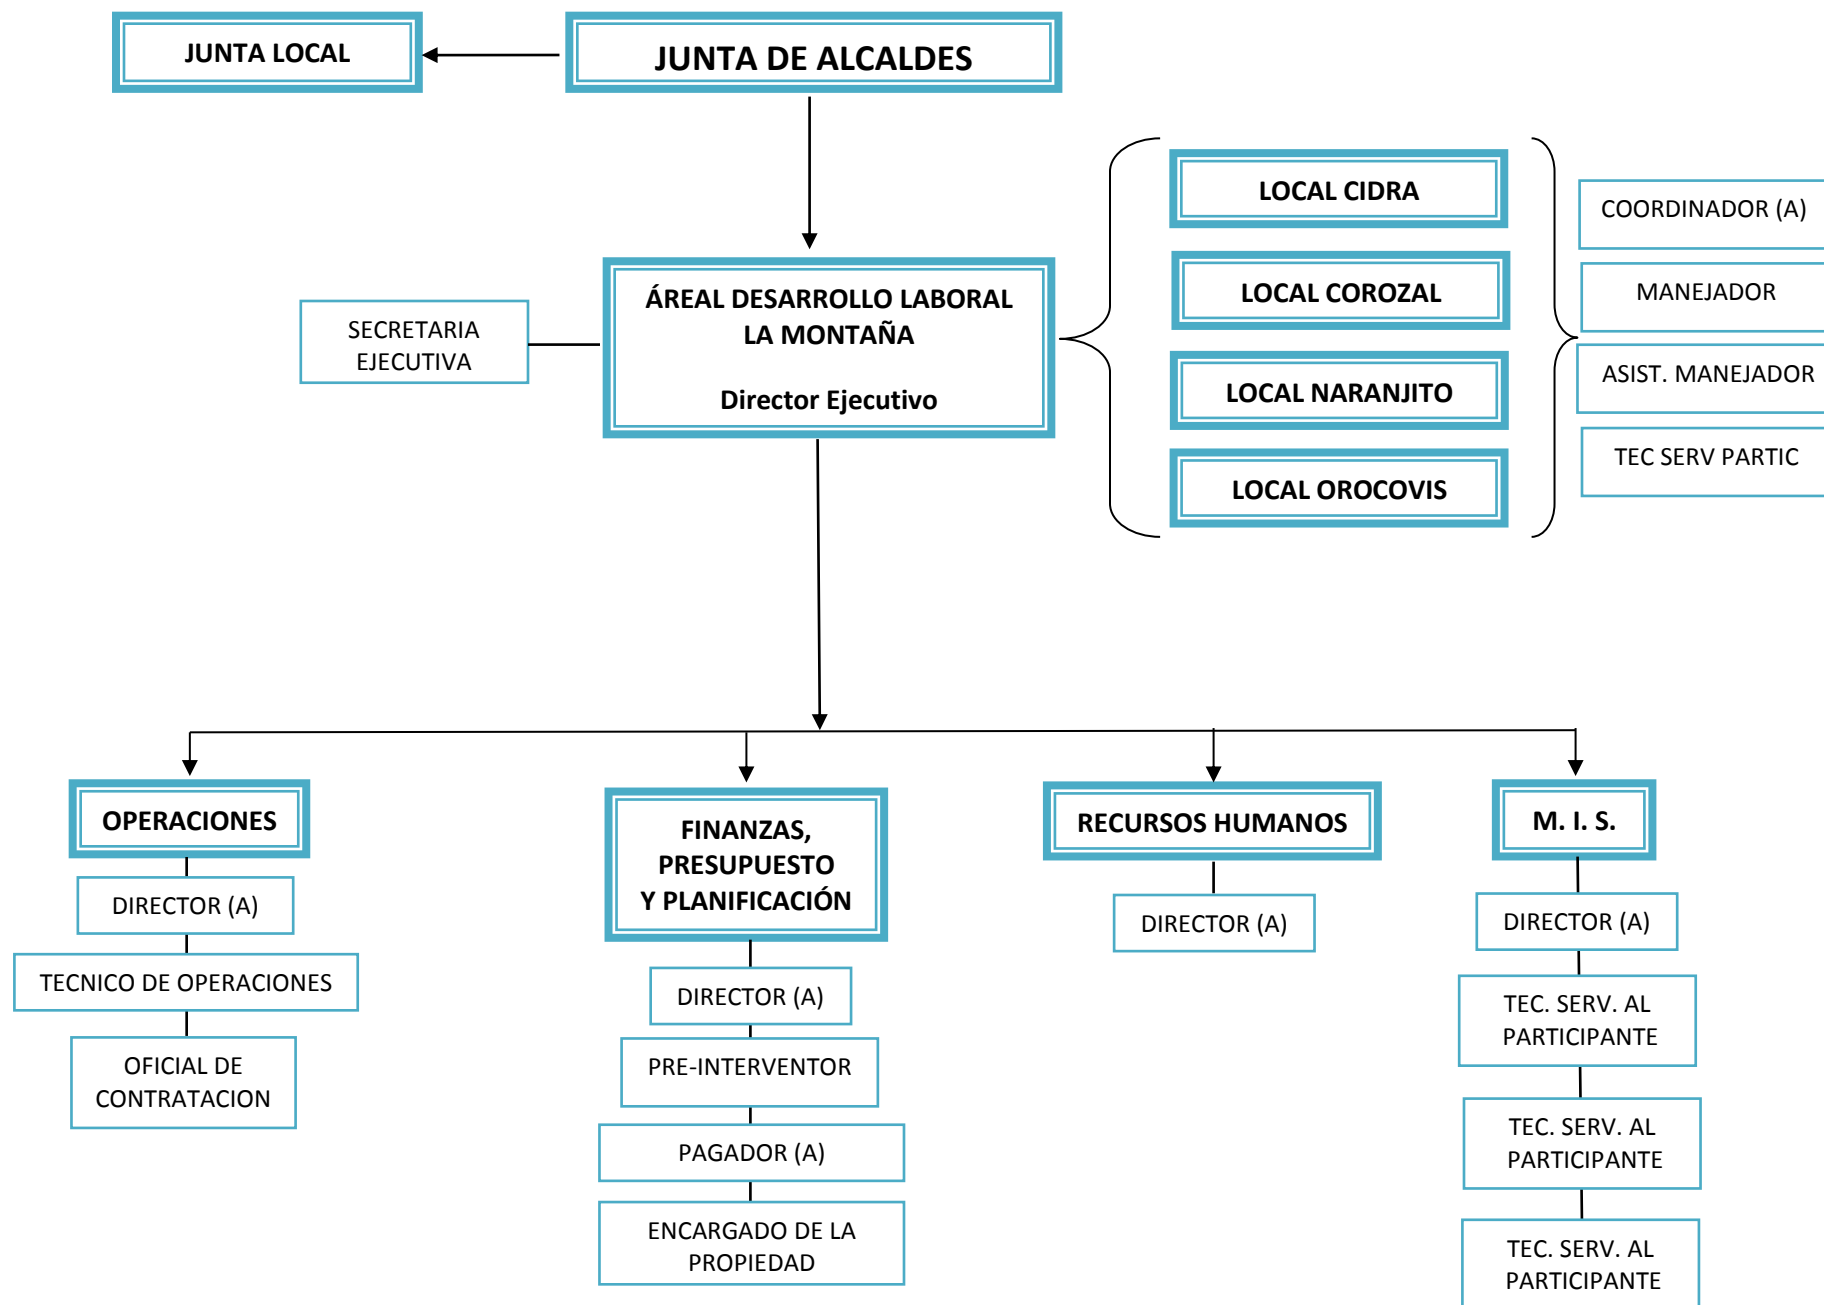 JUNTA LOCAL
JUNTA DE ALCALDES
LOCAL CIDRA
LOCAL COROZAL
LOCAL NARANJITO
LOCAL OROCOVIS
COORDINADOR (A)
MANEJADOR
ASIST. MANEJADOR
TEC SERV PARTIC
SECRETARIA
EJECUTIVA
ÁREAL DESARROLLO LABORAL
LA MONTAÑA
Director Ejecutivo
OPERACIONES
DIRECTOR (A)
TECNICO DE OPERACIONES
OFICIAL DE
CONTRATACION
FINANZAS,
PRESUPUESTO
Y PLANIFICACIÓN
DIRECTOR (A)
PRE-INTERVENTOR
PAGADOR (A)
ENCARGADO DE LA
PROPIEDAD
RECURSOS HUMANOS
DIRECTOR (A)
M. I. S.
DIRECTOR (A)
TEC. SERV. AL
PARTICIPANTE
TEC. SERV. AL
PARTICIPANTE
TEC. SERV. AL
PARTICIPANTE